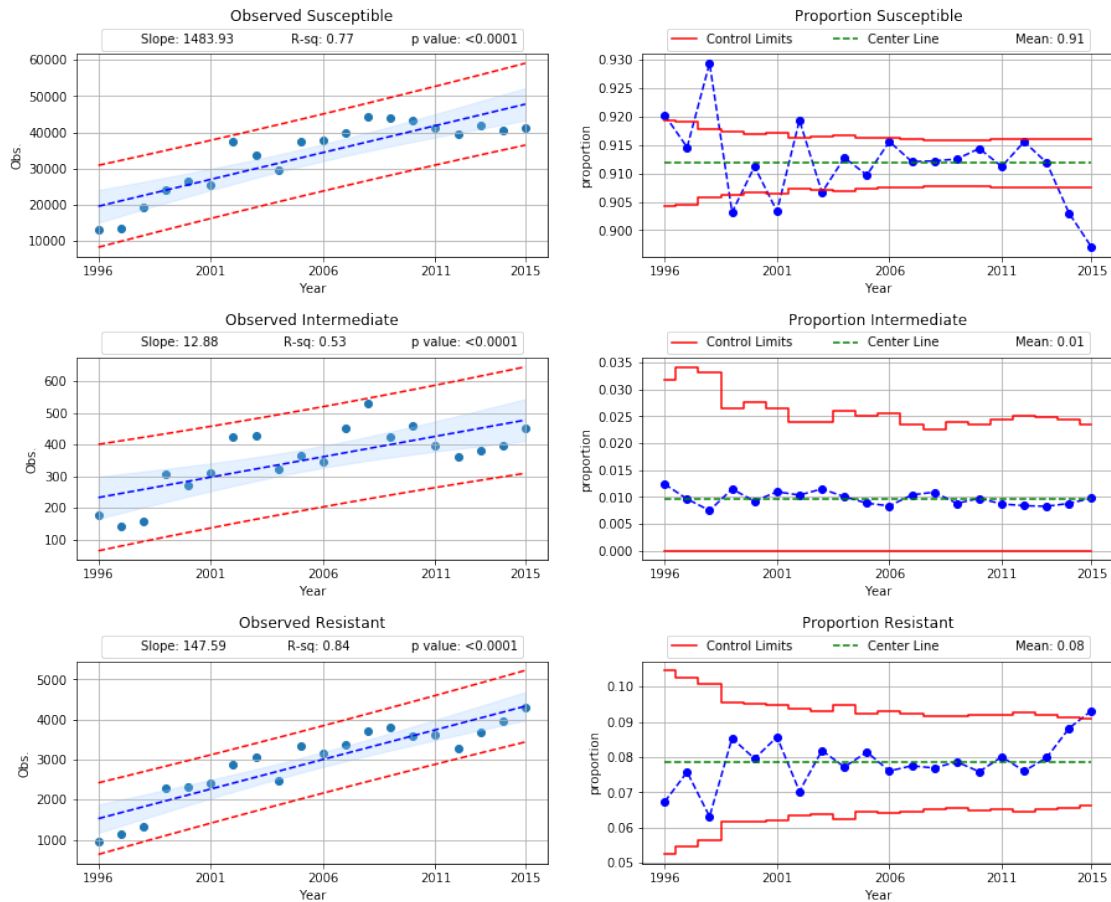 Observed Susceptible
Slope: 1483.93 R-sq: 0.77 p value: <0.0001
60000
50000
40000
30000
20000
10000
Obs.
1996 2001 2006 2011 2015
Year
Proportion Susceptible
Control Limits Center Line Mean: 0.91
0.930
0.925
0.920
0.915
0.910
0.905
0.900
proportion
1996 2001 2006 2011 2015
Year
Observed Intermediate
Slope: 12.88 R-sq: 0.53 p value: <0.0001
600
500
400
300
200
100
Obs.
1996 2001 2006 2011 2015
Year
Proportion Intermediate
Control Limits Center Line Mean: 0.01
0.035
0.030
0.025
0.020
0.015
0.010
0.005
0.000
proportion
1996 2001 2006 2011 2015
Year
Observed Resistant
Slope: 147.59 R-sq: 0.84 p value: <0.0001
5000
4000
3000
2000
1000
Obs.
1996 2001 2006 2011 2015
Year
Proportion Resistant
Control Limits Center Line Mean: 0.08
0.10
0.09
0.08
0.07
0.06
0.05
proportion
1996 2001 2006 2011 2015
Year